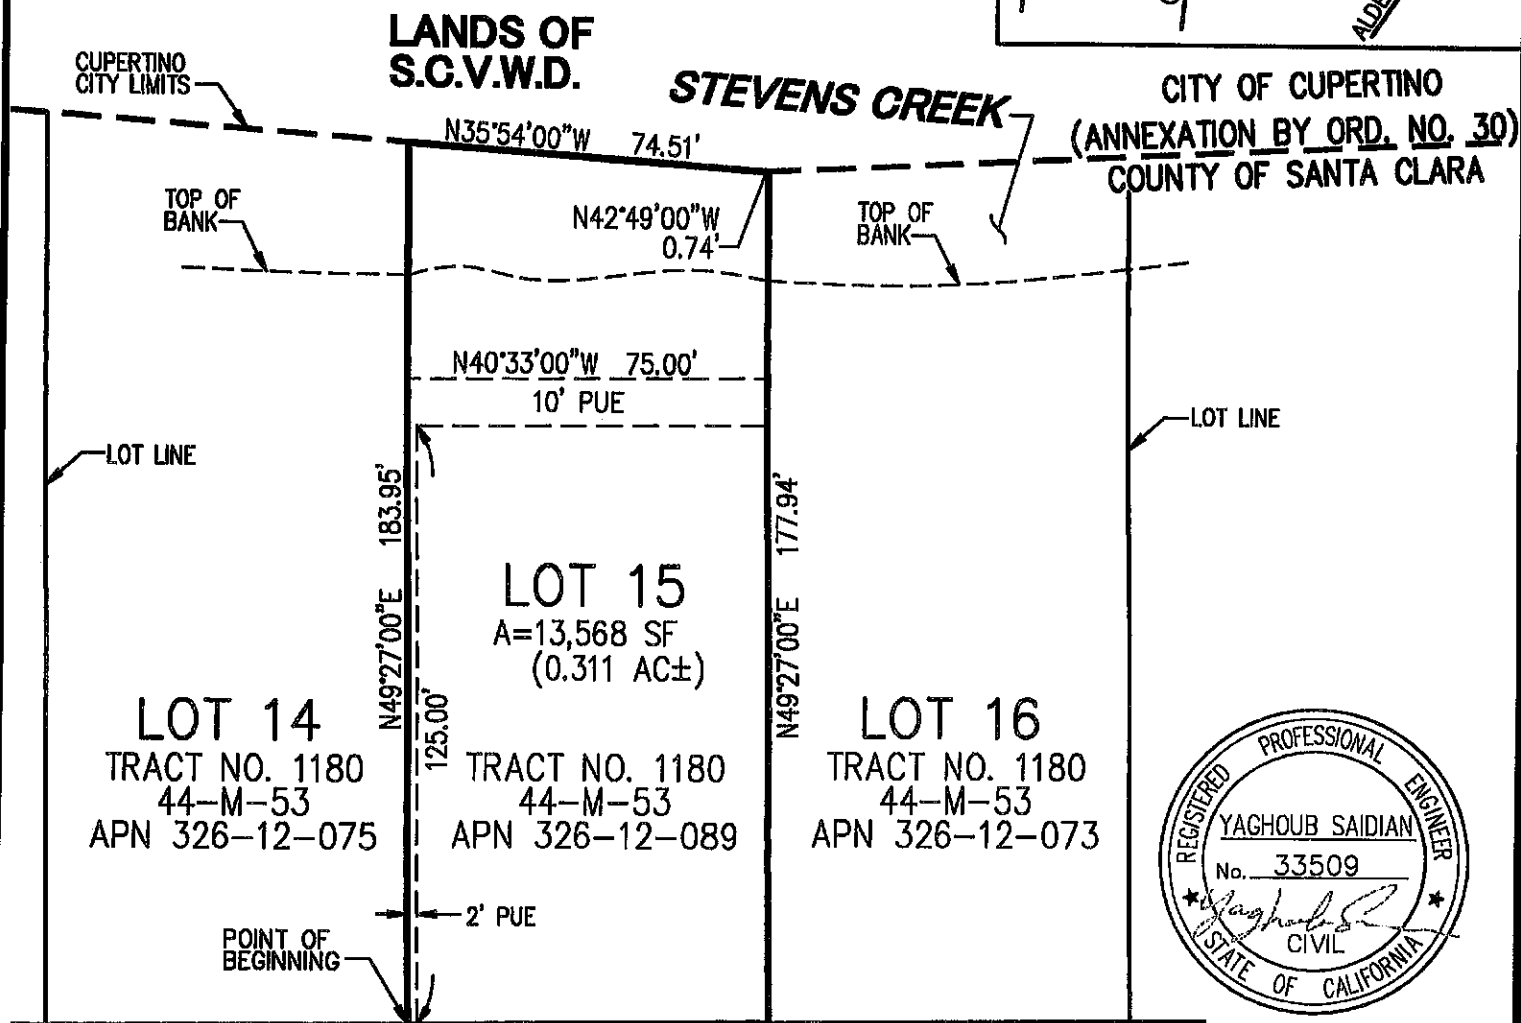 LANDS OF
S.C.V.W.D.
CUPERTINO
CITY LIMITS
STEVENS CREEK
CITY OF CUPERTINO
(ANNEXATION BY ORD. NO. 30)
COUNTY OF SANTA CLARA
N35°54'00"W 74.51'
TOP OF
BANK
N42°49'00"W
0.74'
TOP OF
BANK
N40°33'00"W 75.00'
10' PUE
LOT LINE
LOT LINE
N49°27'00"E 183.95'
125.00'
N49°27'00"E 177.94'
LOT 15
A=13,568 SF
(0.311 AC±)
TRACT NO. 1180
44-M-53
APN 326-12-089
LOT 14
TRACT NO. 1180
44-M-53
APN 326-12-075
LOT 16
TRACT NO. 1180
44-M-53
APN 326-12-073
2' PUE
POINT OF
BEGINNING
REGISTERED PROFESSIONAL ENGINEER
YAGHOUB SAIDIAN
No. 33509
CIVIL
STATE OF CALIFORNIA